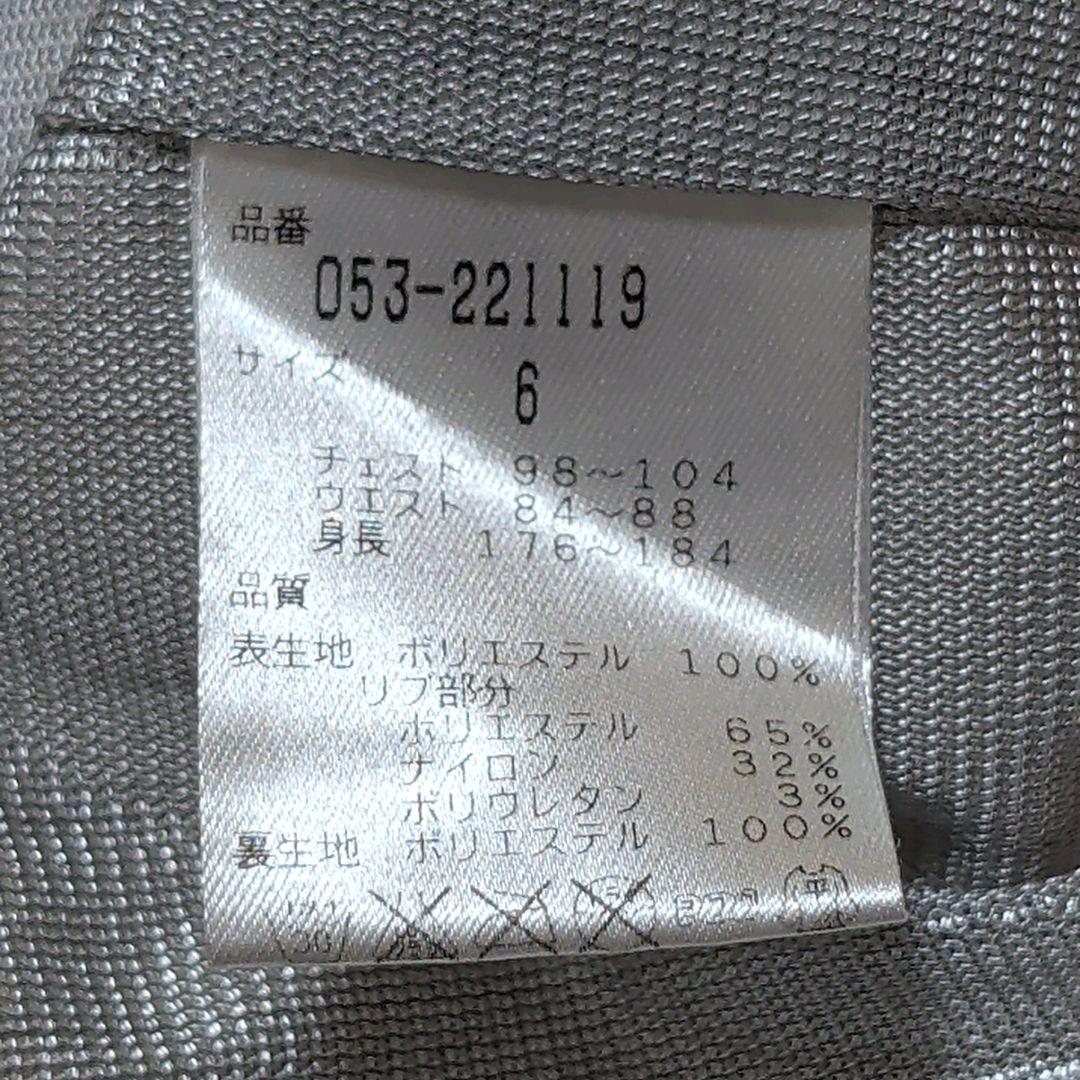 品番
053-221119
サイズ 6
チェスト 98～104
ウエスト 84～88
身長 176～184
品質
表生地 ポリエステル 100%
リブ部分
ポリエステル 65%
ナイロン 32%
ポリウレタン 3%
裏生地 ポリエステル 100%